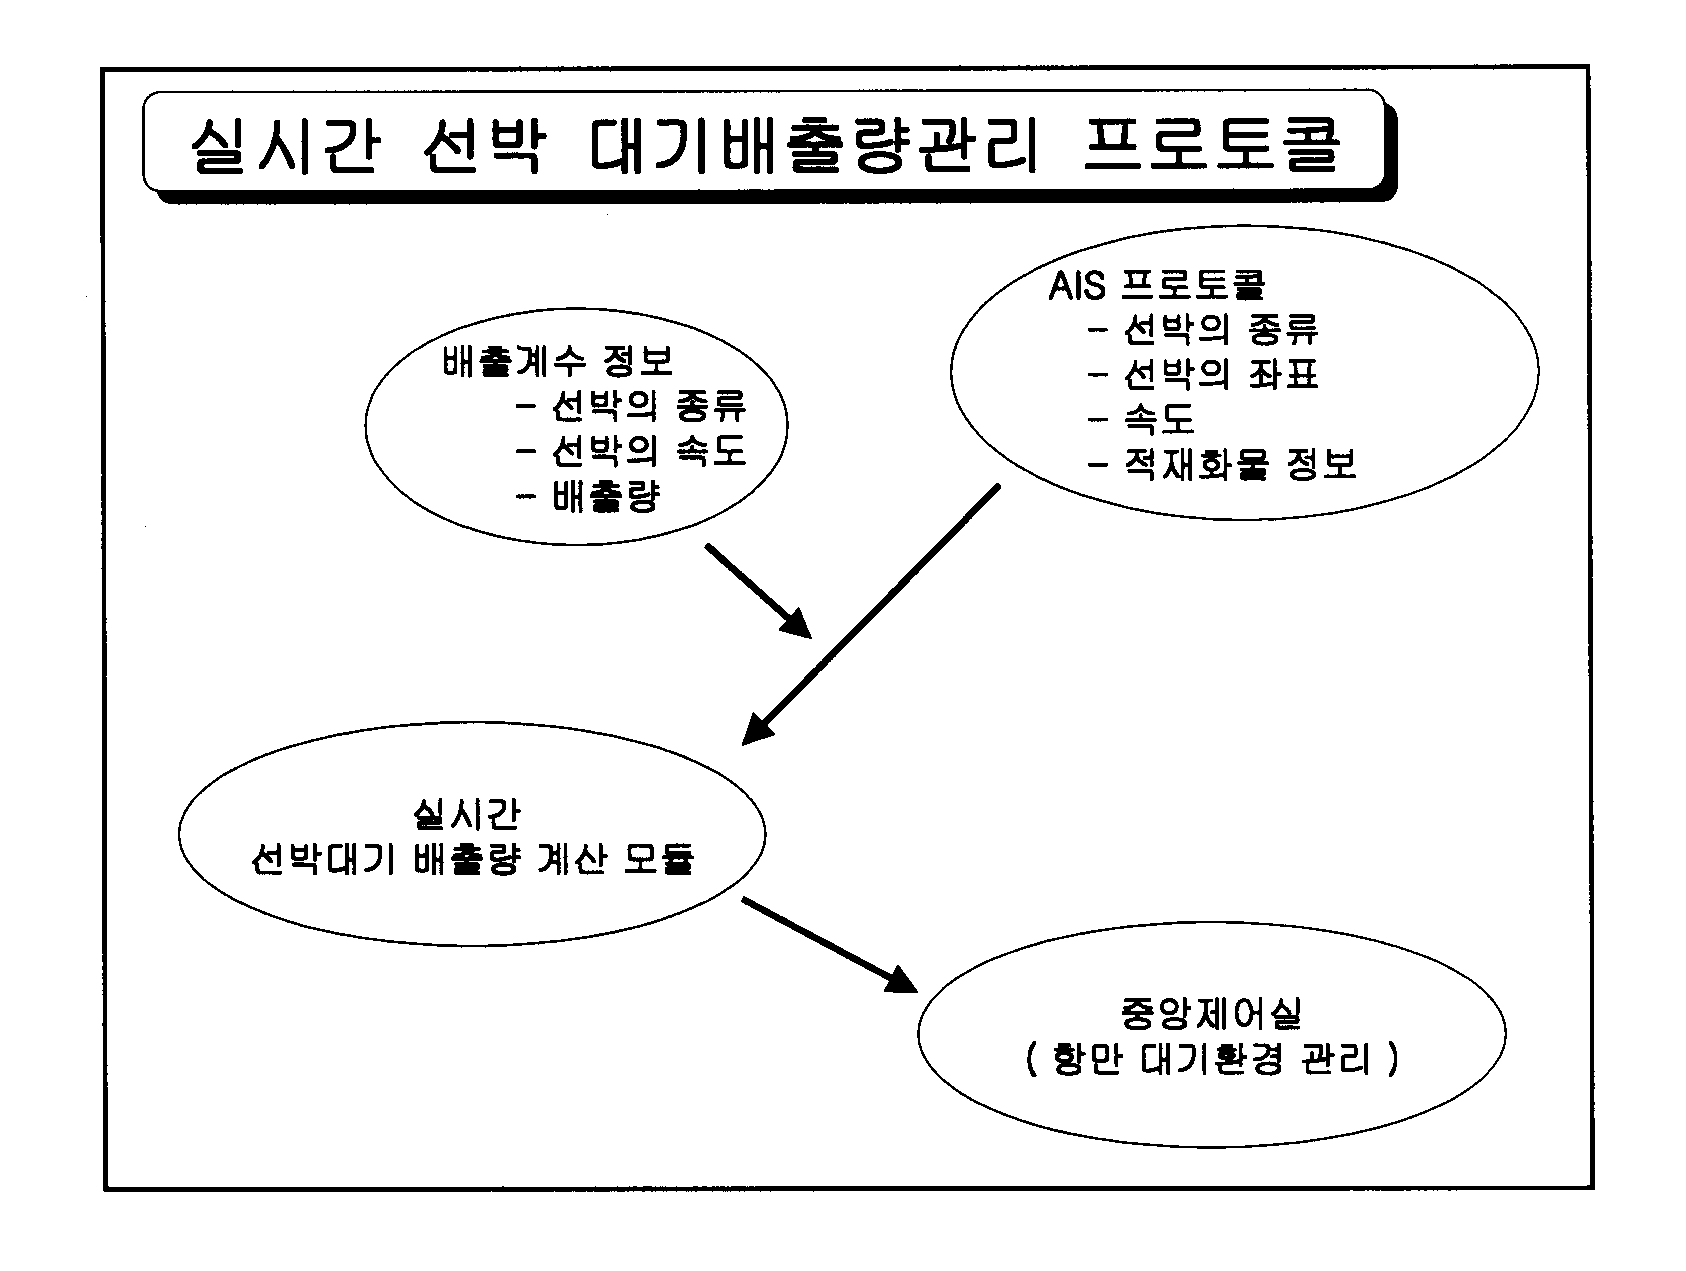 실시간 선박 대기배출량관리 프로토콜
배출계수 정보
- 선박의 종류
- 선박의 속도
- 배출량
AIS 프로토콜
- 선박의 종류
- 선박의 좌표
- 속도
- 적재화물 정보
실시간
선박대기 배출량 계산 모듈
중앙제어실
( 항만 대기환경 관리 )